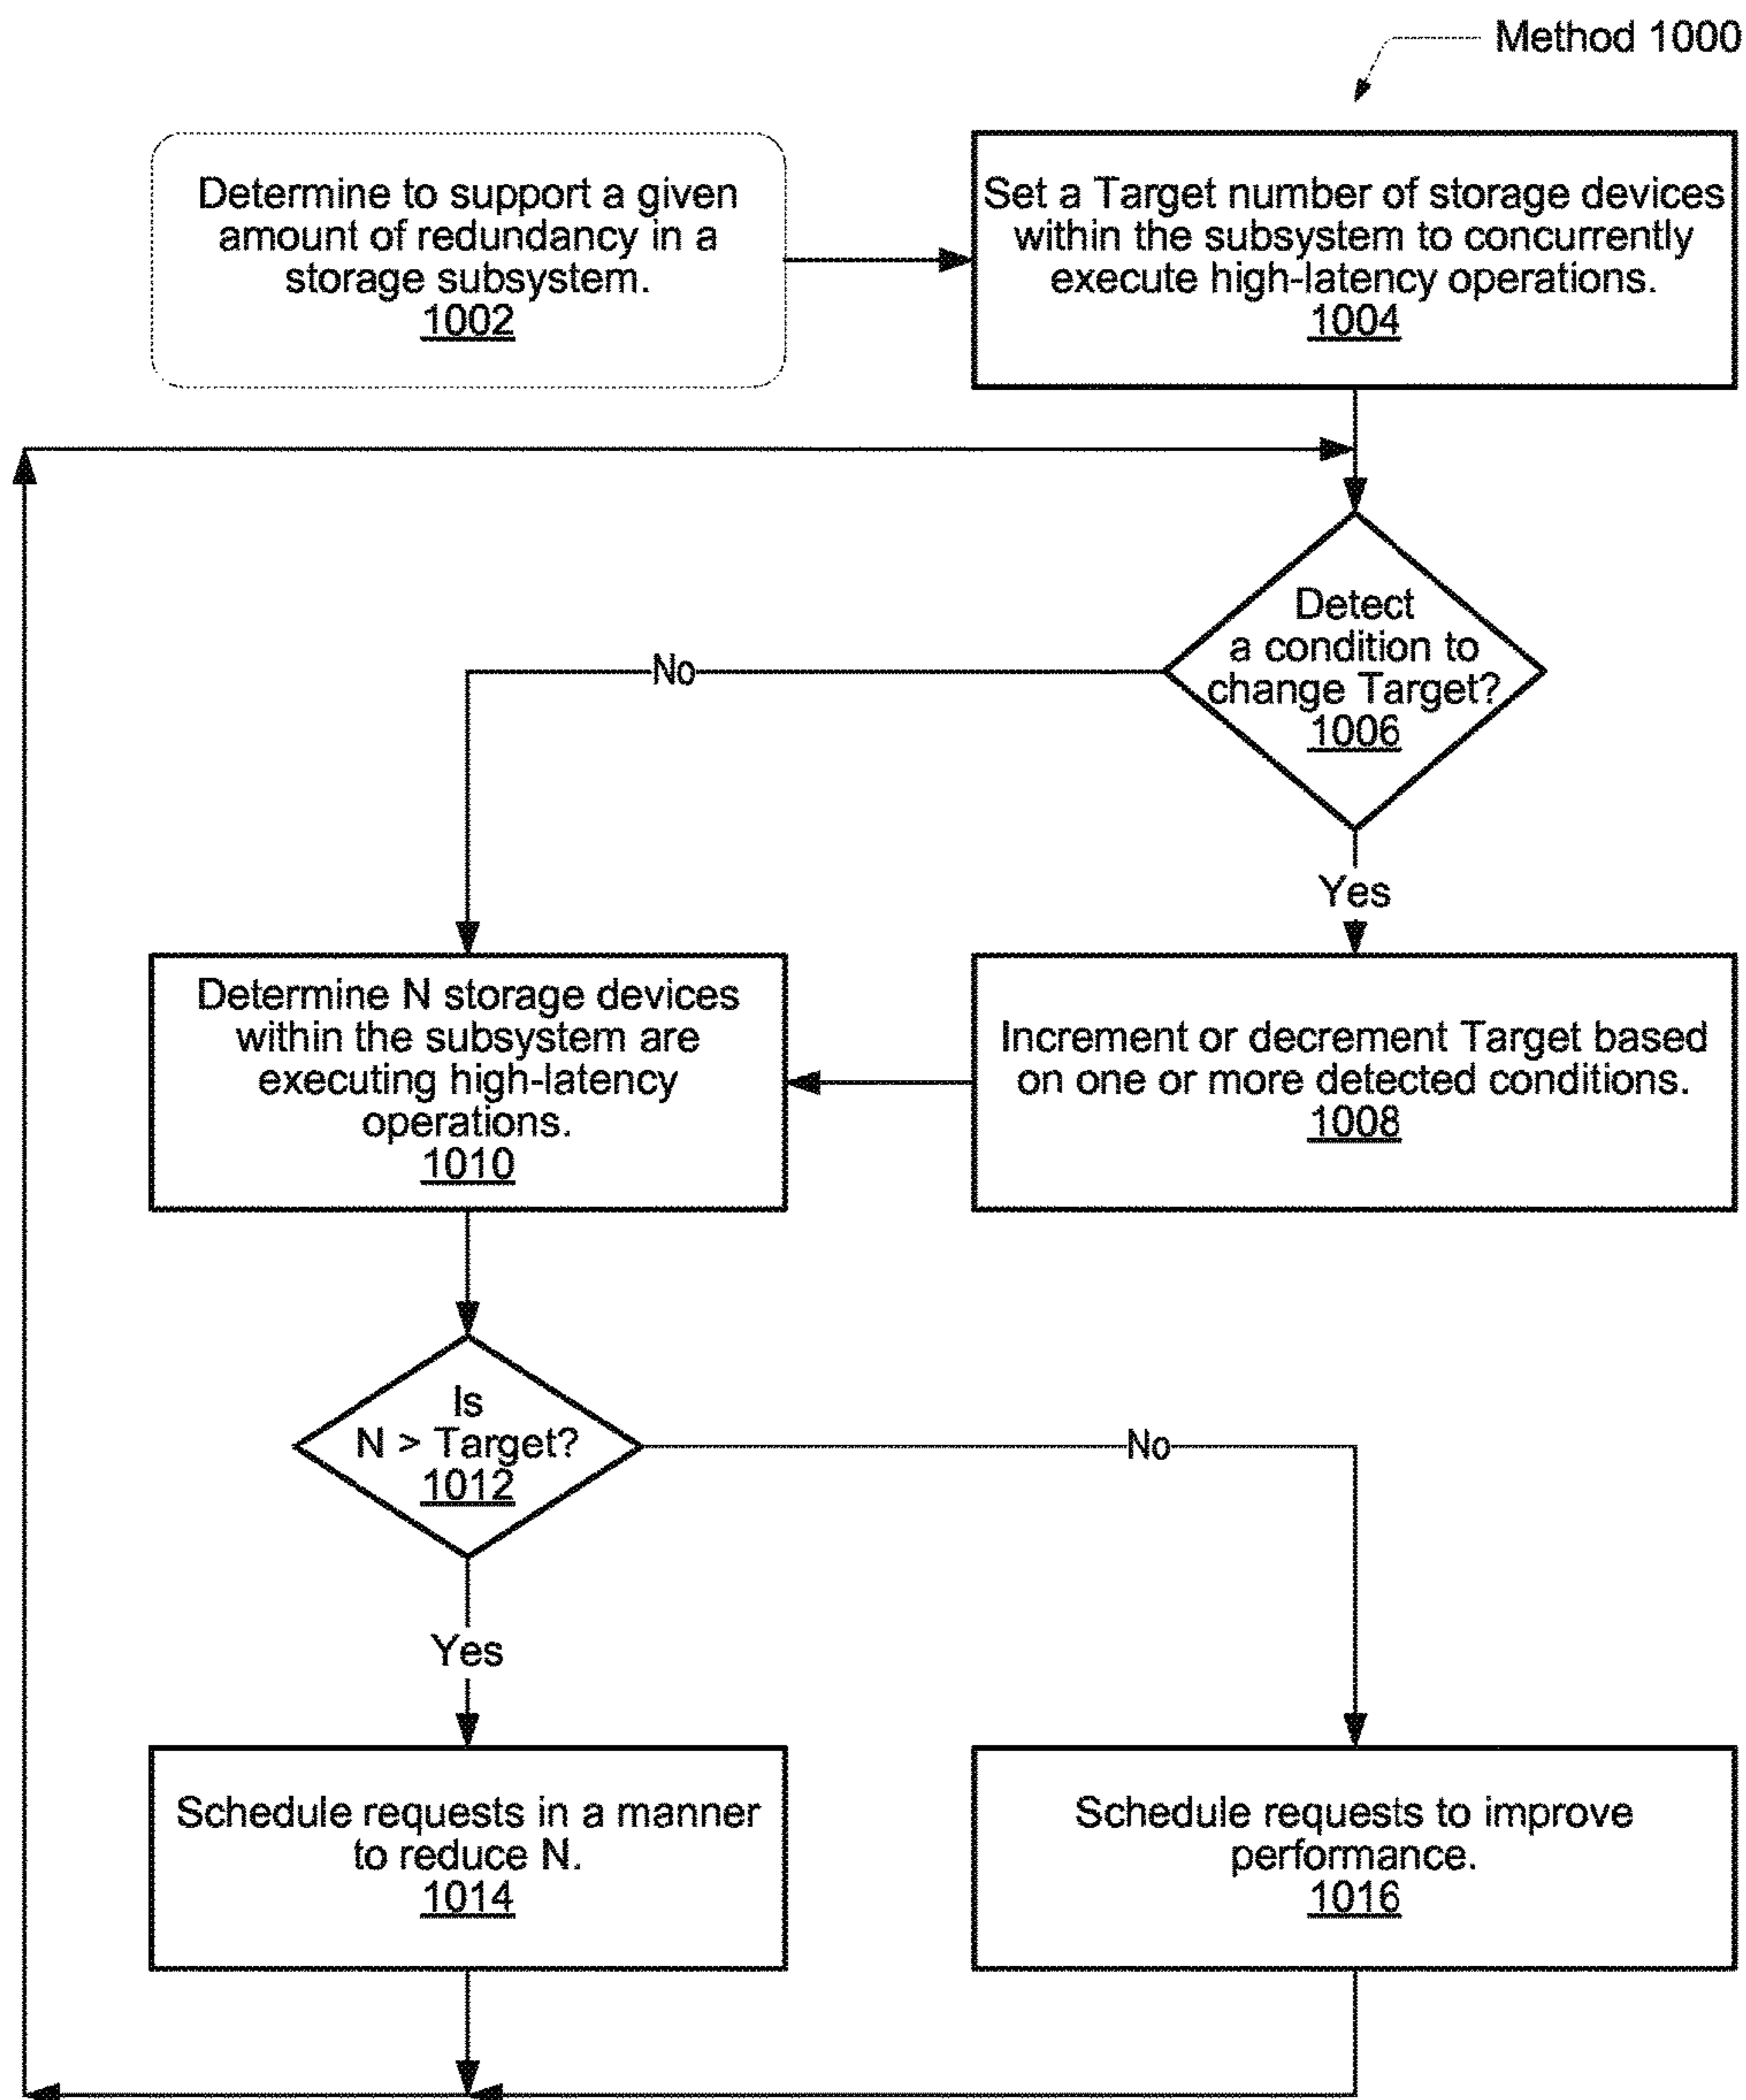 Method 1000
Determine to support a given
amount of redundancy in a
storage subsystem.
1002
Set a Target number of storage devices
within the subsystem to concurrently
execute high-latency operations.
1004
Detect
a condition to
change Target?
1006
No
Yes
Determine N storage devices
within the subsystem are
executing high-latency
operations.
1010
Increment or decrement Target based
on one or more detected conditions.
1008
Is
N > Target?
1012
No
Yes
Schedule requests in a manner
to reduce N.
1014
Schedule requests to improve
performance.
1016